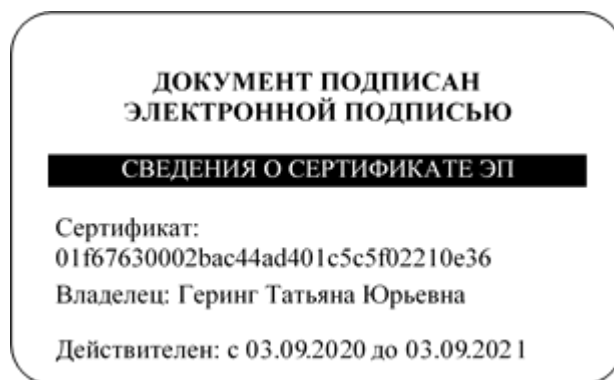 ДОКУМЕНТ ПОДПИСАН
ЭЛЕКТРОННОЙ ПОДПИСЬЮ
СВЕДЕНИЯ О СЕРТИФИКАТЕ ЭП
Сертификат:
01f67630002bac44ad401c5c5f02210e36
Владелец: Геринг Татьяна Юрьевна
Действителен: с 03.09.2020 до 03.09.2021